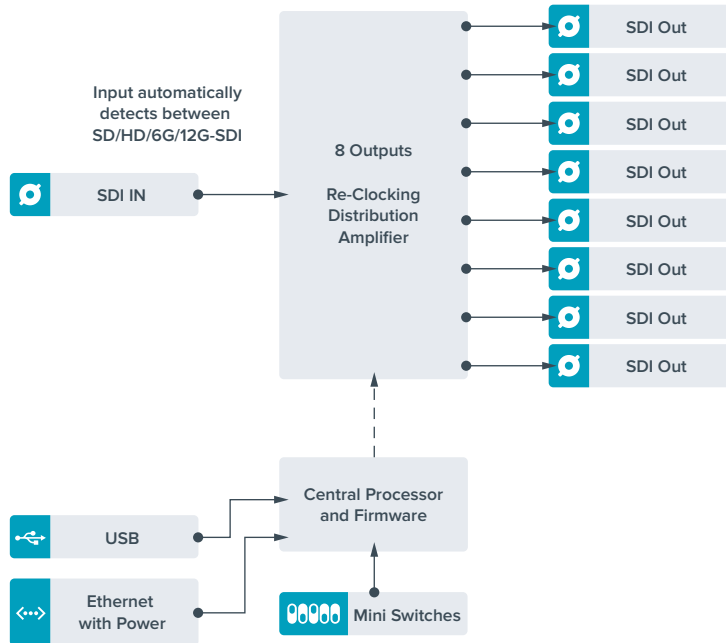 Input automatically
detects between
SD/HD/6G/12G-SDI
SDI IN
8 Outputs
Re-Clocking
Distribution
Amplifier
SDI Out
SDI Out
SDI Out
SDI Out
SDI Out
SDI Out
SDI Out
SDI Out
Central Processor
and Firmware
USB
Ethernet
with Power
Mini Switches